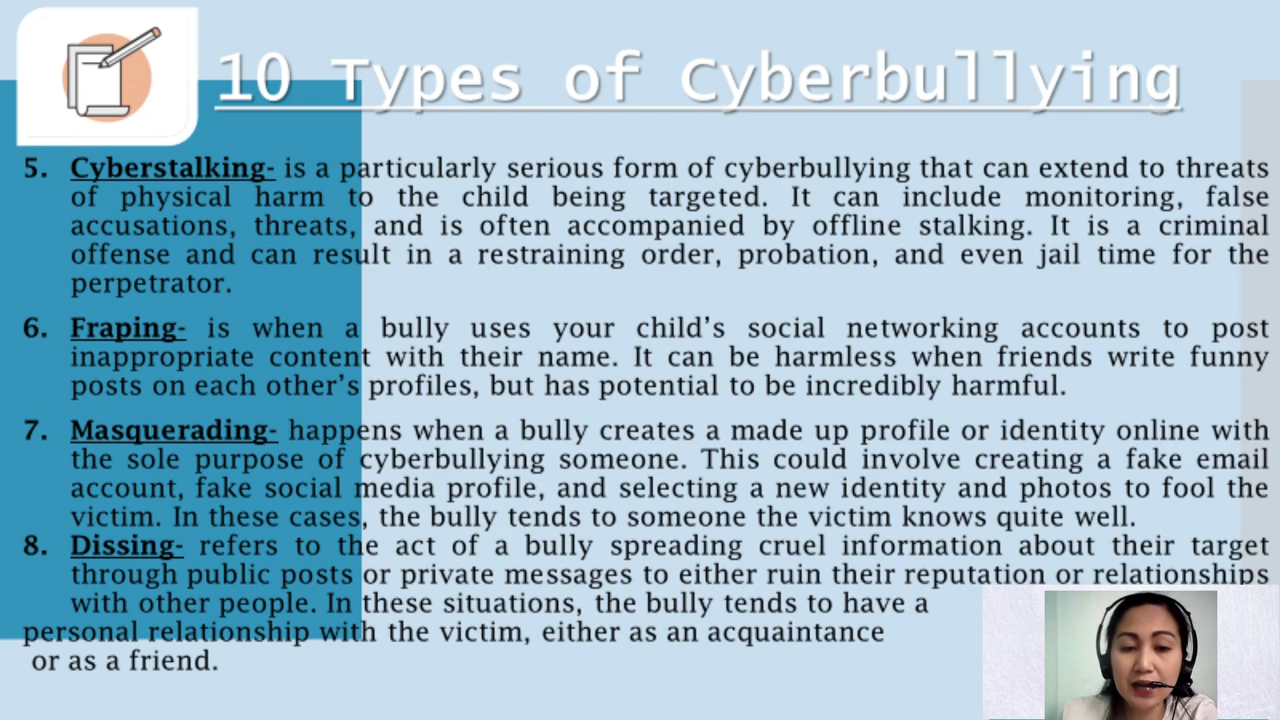 10 Types of Cyberbullying
5. Cyberstalking- is a particularly serious form of cyberbullying that can extend to threats
of physical harm to the child being targeted. It can include monitoring, false
accusations, threats, and is often accompanied by offline stalking. It is a criminal
offense and can result in a restraining order, probation, and even jail time for the
perpetrator.
6. Fraping- is when a bully uses your child’s social networking accounts to post
inappropriate content with their name. It can be harmless when friends write funny
posts on each other’s profiles, but has potential to be incredibly harmful.
7. Masquerading- happens when a bully creates a made up profile or identity online with
the sole purpose of cyberbullying someone. This could involve creating a fake email
account, fake social media profile, and selecting a new identity and photos to fool the
victim. In these cases, the bully tends to someone the victim knows quite well.
8. Dissing- refers to the act of a bully spreading cruel information about their target
through public posts or private messages to either ruin their reputation or relationships
with other people. In these situations, the bully tends to have a
personal relationship with the victim, either as an acquaintance
or as a friend.